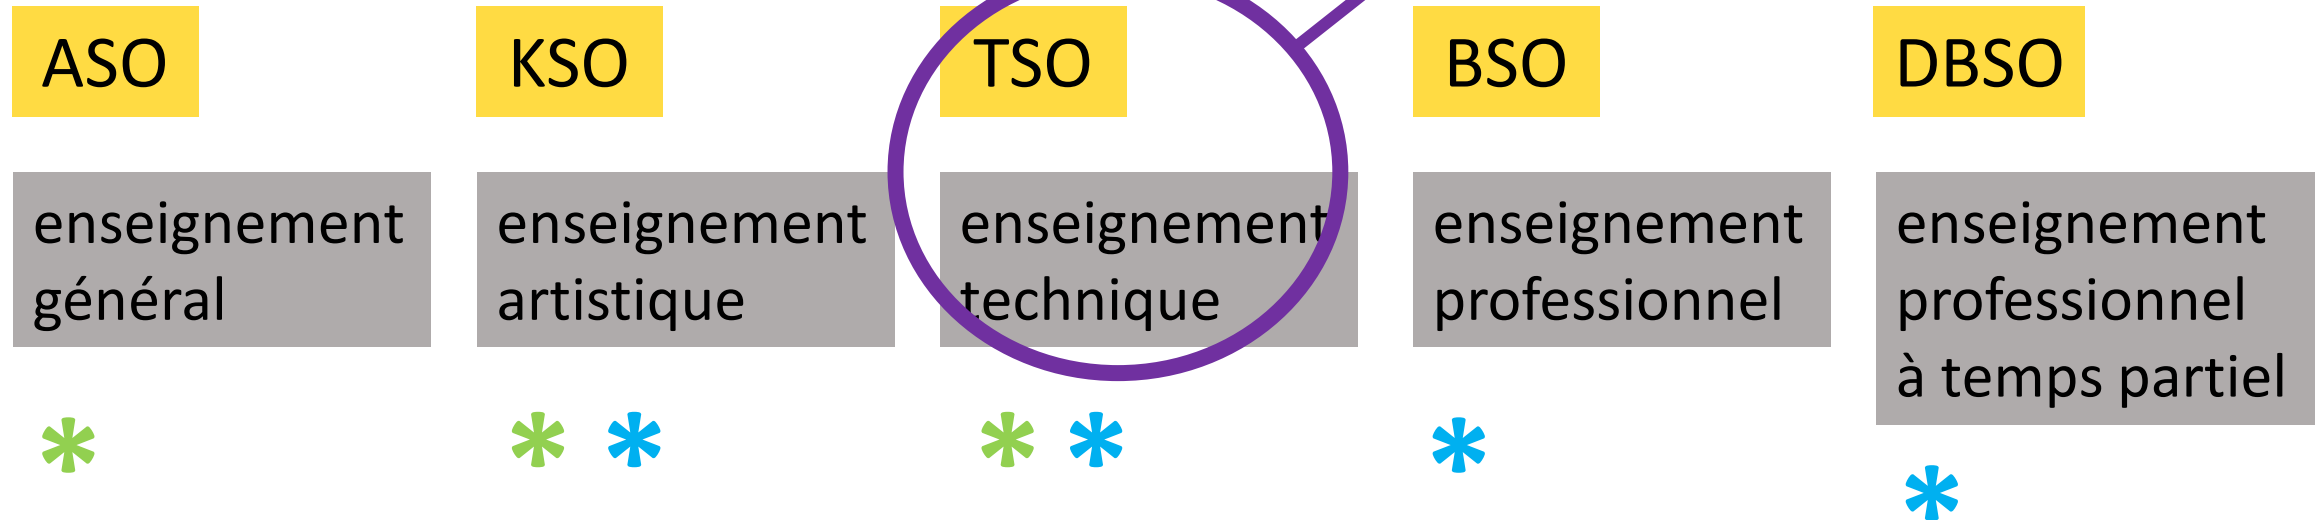 ASO
KSO
TSO
BSO
DBSO
enseignement
général
enseignement
artistique
enseignement
technique
enseignement
professionnel
enseignement
professionnel
à temps partiel
*
* *
* *
*
*